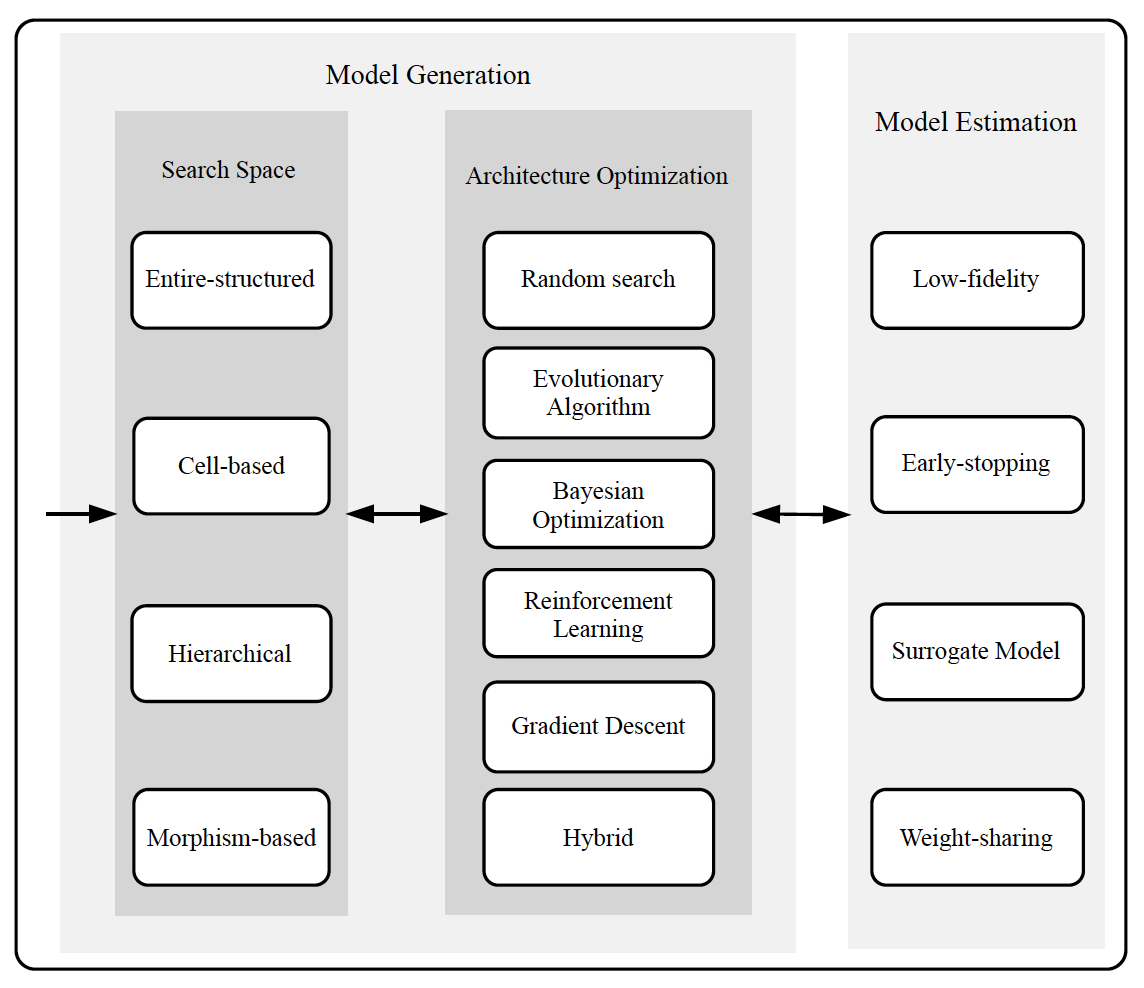 Model Generation
Search Space
Entire-structured
Cell-based
Hierarchical
Morphism-based
Architecture Optimization
Random search
Evolutionary
Algorithm
Bayesian
Optimization
Reinforcement
Learning
Gradient Descent
Hybrid
Model Estimation
Low-fidelity
Early-stopping
Surrogate Model
Weight-sharing